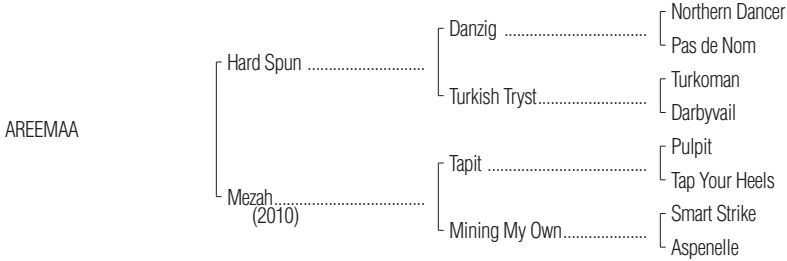 Northern Dancer
Danzig ..................................
Pas de Nom
Hard Spun ............................
Turkoman
Turkish Tryst..........................
Darbyvail
AREEMAA
Pulpit
Tapit ......................................
Tap Your Heels
Mezah....................................
(2010)
Smart Strike
Mining My Own....................
Aspenelle